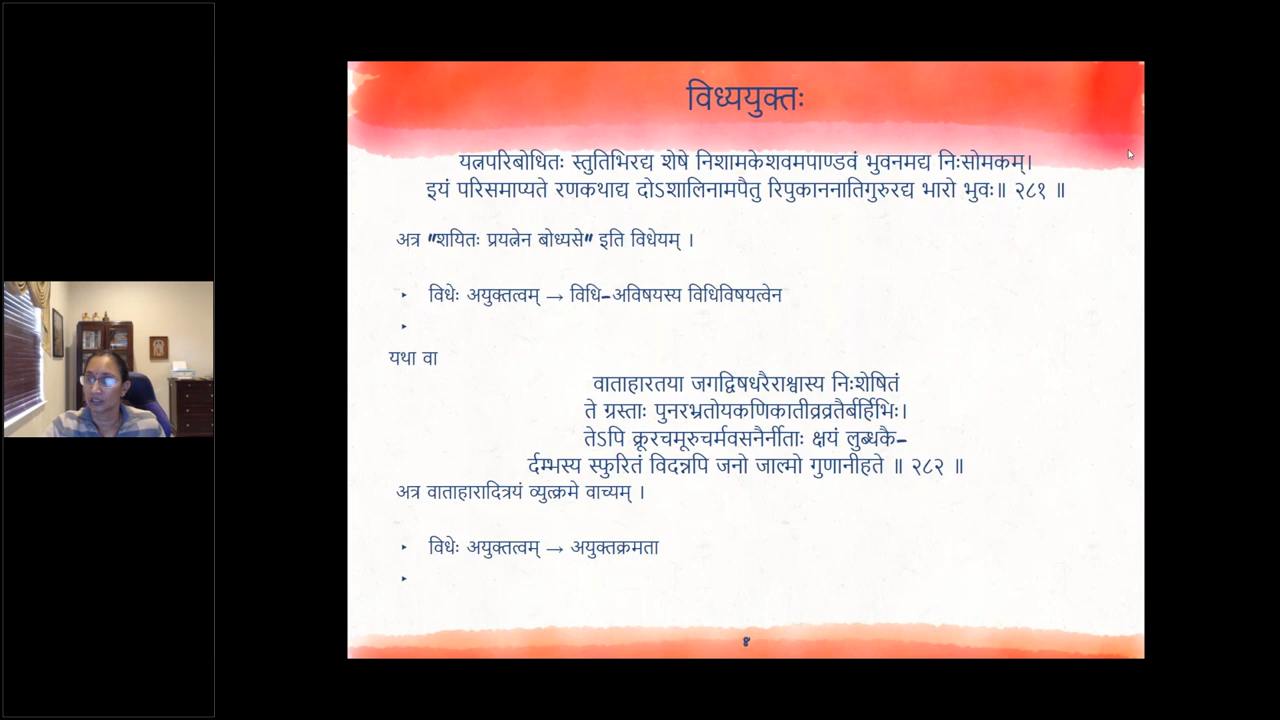 विध्ययुक्तः
यत्नपरिबोधितः स्तुतिभिरद्य शेषे निशामकेशवमपाण्डवं भुवनमद्य निःसोमकम्।
इयं परिसमाप्यते रणकथाद्य दोऽशालिनामपैतु रिपुकाननातिगुरुरद्य भारो भुवः॥ २८१ ॥
अत्र "शयितः प्रयत्नेन बोध्यसे" इति विधेयम् ।
‣ विधेः अयुक्तत्वम् → विधि-अविषयस्य विधिविषयत्वेन
‣
यथा वा
वाताहारतया जगद्विषधरैराश्वास्य निःशेषितं
ते ग्रस्ताः पुनरभ्रतोयकणिकातीव्रव्रतैर्बर्हिभिः।
तेऽपि क्रूरचमूरुचर्मवसनैर्नीताः क्षयं लुब्धकै-
र्दम्भस्य स्फुरितं विदन्नपि जनो जाल्मो गुणानीहते ॥ २८२ ॥
अत्र वाताहारादित्रयं व्युत्क्रमे वाच्यम् ।
‣ विधेः अयुक्तत्वम् → अयुक्तक्रमता
‣
४